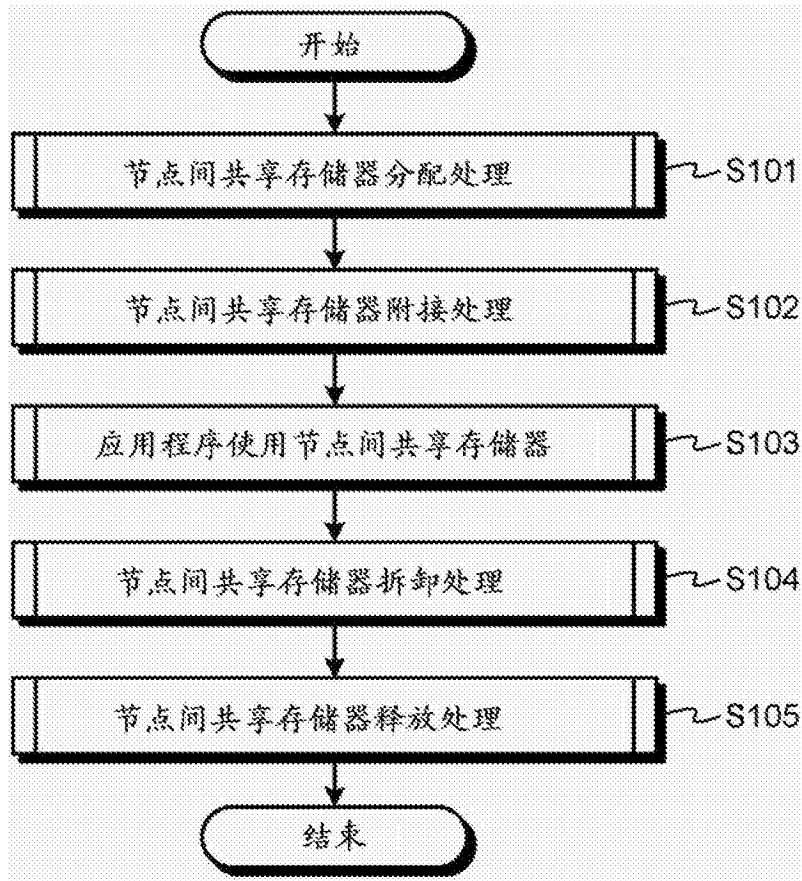 开始
节点间共享存储器分配处理
S101
节点间共享存储器附接处理
S102
应用程序使用节点间共享存储器
S103
节点间共享存储器拆卸处理
S104
节点间共享存储器释放处理
S105
结束